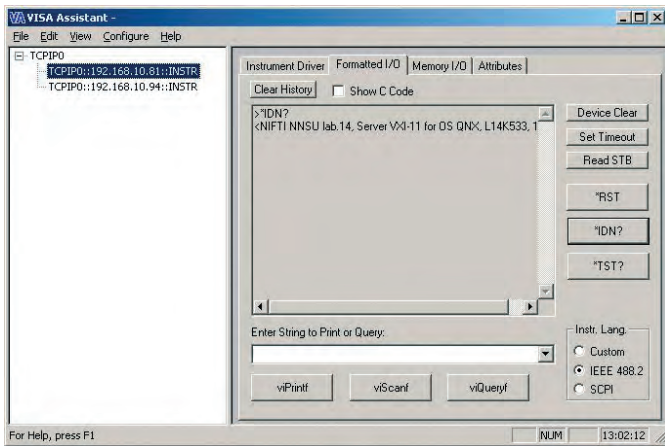 VISA Assistant -
File Edit View Configure Help
TCPIP0
TCPIP0::192.168.10.81::INSTR
TCPIP0::192.168.10.94::INSTR
Instrument Driver Formatted I/O Memory I/O Attributes
Clear History Show C Code
>*IDN?
<NIFTI NNSU lab.14, Server VXI-11 for OS QNX, L14K533, 1
Device Clear
Set Timeout
Read STB
*RST
*IDN?
*TST?
Enter String to Print or Query:
viPrintf viScanf viQueryf
Instr. Lang.
Custom
IEEE 488.2
SCPI
For Help, press F1 NUM 13:02:12